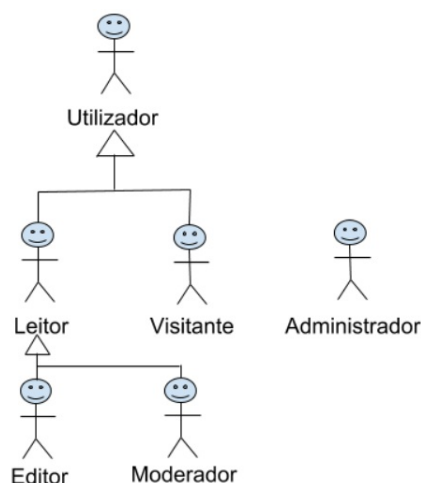 Utilizador
Leitor
Visitante
Administrador
Editor
Moderador